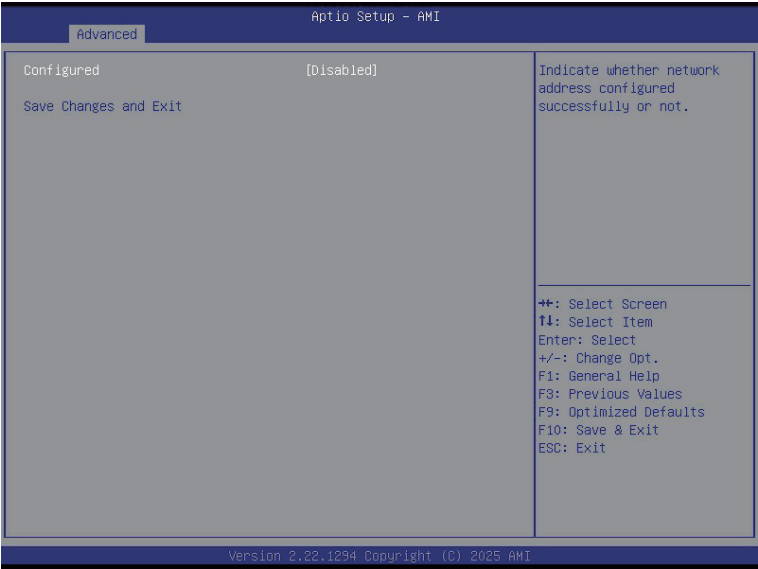 Aptio Setup – AMI
Advanced
Configured [Disabled]
Save Changes and Exit
Indicate whether network
address configured
successfully or not.
→←: Select Screen
↑↓: Select Item
Enter: Select
+/-: Change Opt.
F1: General Help
F3: Previous Values
F9: Optimized Defaults
F10: Save & Exit
ESC: Exit
Version 2.22.1294 Copyright (C) 2025 AMI